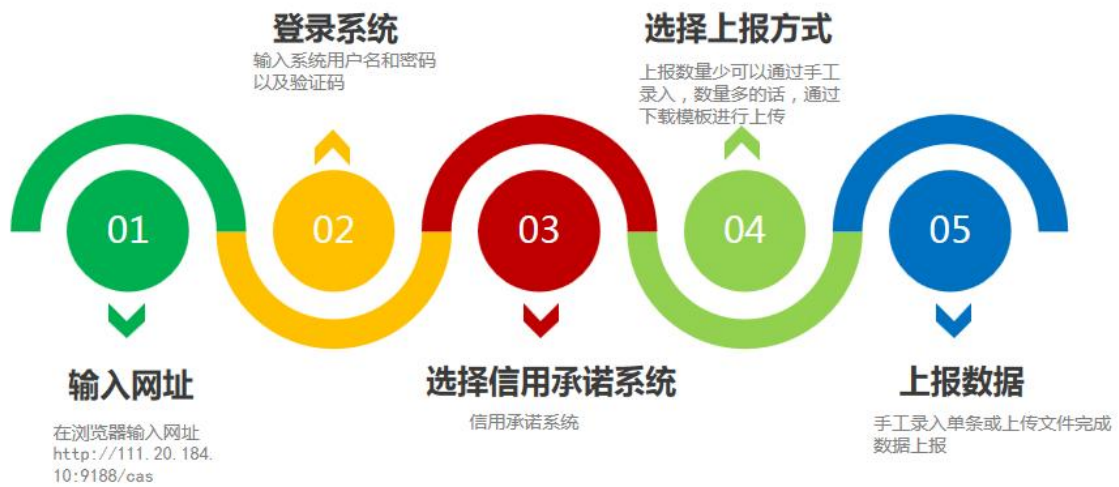 01
输入网址
在浏览器输入网址
http://111.20.184.
10:9188/cas
登录系统
输入系统用户名和密码
以及验证码
02
03
选择信用承诺系统
信用承诺系统
选择上报方式
上报数量少可以通过手工
录入，数量多的话，通过
下载模板进行上传
04
05
上报数据
手工录入单条或上传文件完成
数据上报